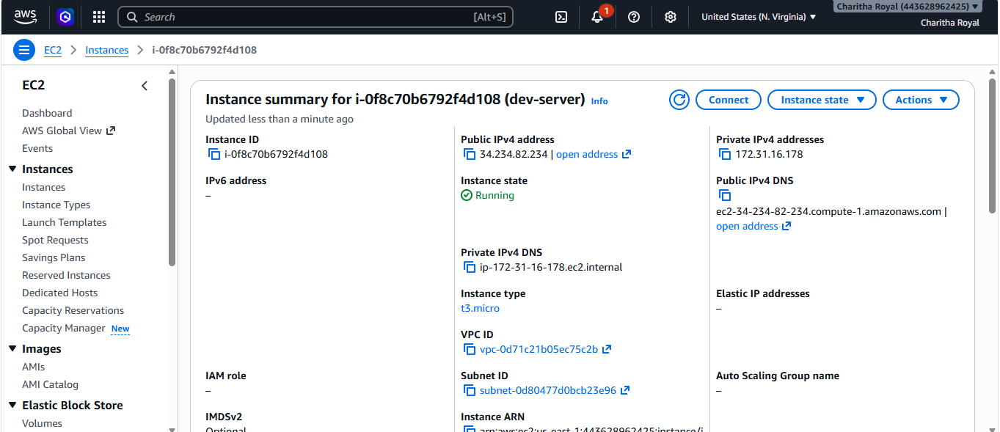 aws
Search [Alt+S]
1
United States (N. Virginia) ▼
Charitha Royal (443628962425) ▼
Charitha Royal
EC2 > Instances > i-0f8c70b6792f4d108
EC2
Dashboard
AWS Global View
Events
▼ Instances
Instances
Instance Types
Launch Templates
Spot Requests
Savings Plans
Reserved Instances
Dedicated Hosts
Capacity Reservations
Capacity Manager New
▼ Images
AMIs
AMI Catalog
▼ Elastic Block Store
Volumes
Instance summary for i-0f8c70b6792f4d108 (dev-server) Info
Connect
Instance state ▼
Actions ▼
Updated less than a minute ago
Instance ID
i-0f8c70b6792f4d108
Public IPv4 address
34.234.82.234 | open address
Private IPv4 addresses
172.31.16.178
IPv6 address
–
Instance state
Running
Public IPv4 DNS
ec2-34-234-82-234.compute-1.amazonaws.com |
open address
Private IPv4 DNS
ip-172-31-16-178.ec2.internal
Instance type
t3.micro
Elastic IP addresses
–
VPC ID
vpc-0d71c21b05ec75c2b
IAM role
–
Subnet ID
subnet-0d80477d0bcb23e96
Auto Scaling Group name
–
IMDSv2
Optional
Instance ARN
arn:aws:ec2:us-east-1:443628962425:instance/i